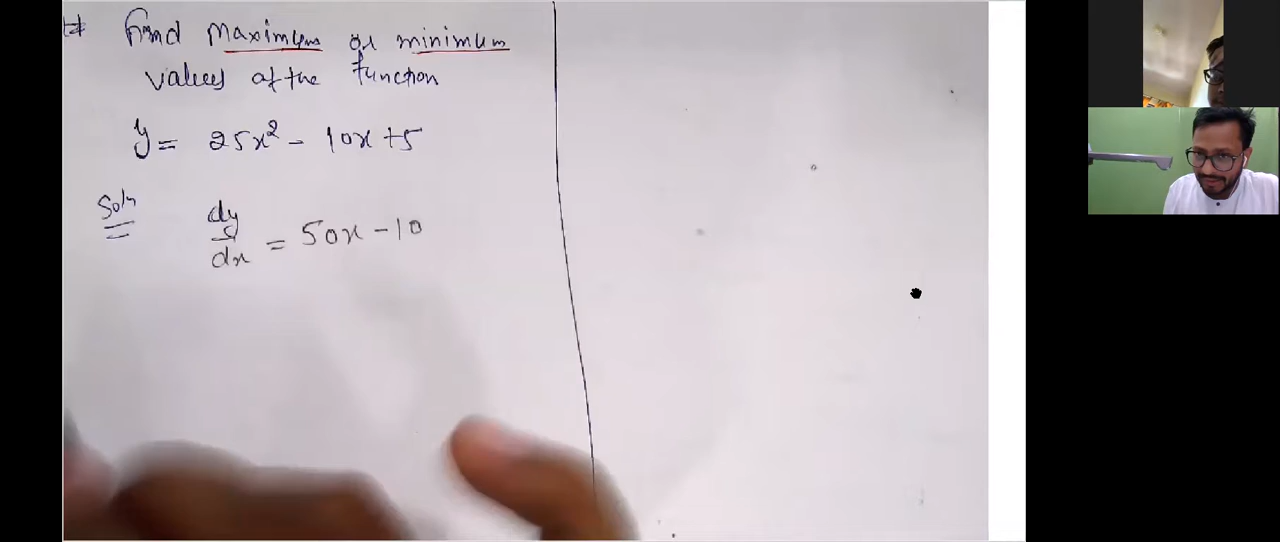 # Find Maximum or minimum
values of the function
y = 25x² - 10x + 5
Soln
dy/dx = 50x - 10